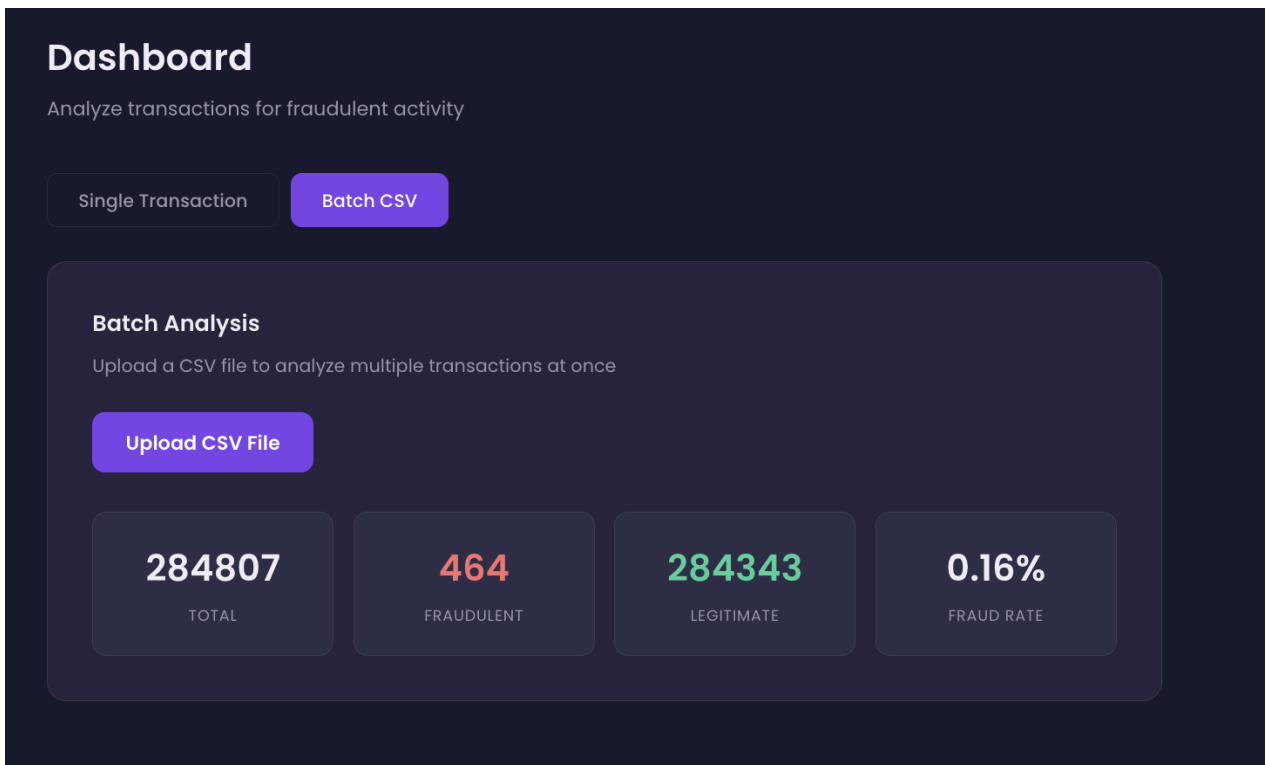 Dashboard
Analyze transactions for fraudulent activity
Single Transaction
Batch CSV
Batch Analysis
Upload a CSV file to analyze multiple transactions at once
Upload CSV File
284807
TOTAL
464
FRAUDULENT
284343
LEGITIMATE
0.16%
FRAUD RATE